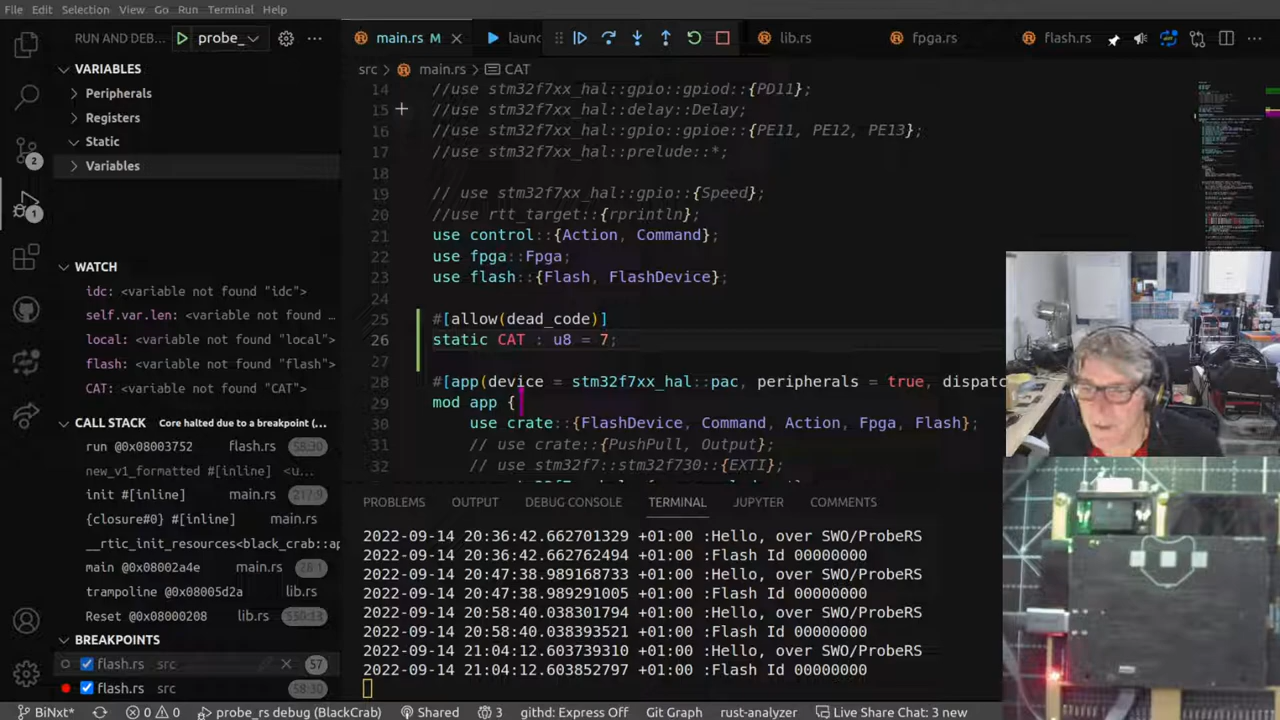 File Edit Selection View Go Run Terminal Help
RUN AND DEB... probe_ ...
main.rs M launc lib.rs fpga.rs flash.rs ...
src > main.rs > CAT
VARIABLES
Peripherals
Registers
Static
Variables
WATCH
idc: <variable not found "idc">
self.var.len: <variable not found ...
local: <variable not found "local">
flash: <variable not found "flash">
CAT: <variable not found "CAT">
CALL STACK Core halted due to a breakpoint (...
run @0x08003752 flash.rs 58:30
new_v1_formatted #[inline] <u...
init #[inline] main.rs 217:9
{closure#0} #[inline] main.rs
__rtic_init_resources<black_crab::ap
main @0x08002a4e main.rs 28:1
trampoline @0x08005d2a lib.rs
Reset @0x08000208 lib.rs 550:13
BREAKPOINTS
flash.rs src 57
flash.rs src 58:30
14 //use stm32f7xx_hal::gpio::gpiod::{PD11};
15 //use stm32f7xx_hal::delay::Delay;
16 //use stm32f7xx_hal::gpio::gpioe::{PE11, PE12, PE13};
17 //use stm32f7xx_hal::prelude::*;
18
19 // use stm32f7xx_hal::gpio::{Speed};
20 //use rtt_target::{rprintln};
21 use control::{Action, Command};
22 use fpga::Fpga;
23 use flash::{Flash, FlashDevice};
24
25 #[allow(dead_code)]
26 static CAT : u8 = 7;
27
28 #[app(device = stm32f7xx_hal::pac, peripherals = true, dispatc
29 mod app {
30 use crate::{FlashDevice, Command, Action, Fpga, Flash};
31 // use crate::{PushPull, Output};
32 // use stm32f7::stm32f730::{EXTI};
PROBLEMS OUTPUT DEBUG CONSOLE TERMINAL JUPYTER COMMENTS
2022-09-14 20:36:42.662701329 +01:00 :Hello, over SWO/ProbeRS
2022-09-14 20:36:42.662762494 +01:00 :Flash Id 00000000
2022-09-14 20:47:38.989168733 +01:00 :Hello, over SWO/ProbeRS
2022-09-14 20:47:38.989291005 +01:00 :Flash Id 00000000
2022-09-14 20:58:40.038301794 +01:00 :Hello, over SWO/ProbeRS
2022-09-14 20:58:40.038393521 +01:00 :Flash Id 00000000
2022-09-14 21:04:12.603739310 +01:00 :Hello, over SWO/ProbeRS
2022-09-14 21:04:12.603852797 +01:00 :Flash Id 00000000
BiNxt* 0 0 probe_rs debug (BlackCrab) Shared 3 githd: Express Off Git Graph rust-analyzer Live Share Chat: 3 new